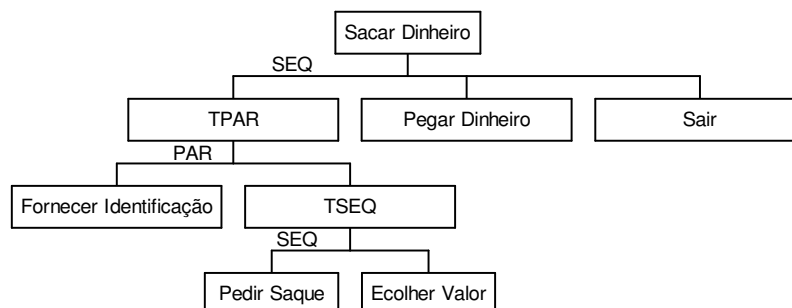 Sacar Dinheiro
SEQ
TPAR
Pegar Dinheiro
Sair
PAR
Fornecer Identificação
TSEQ
SEQ
Pedir Saque
Ecolher Valor